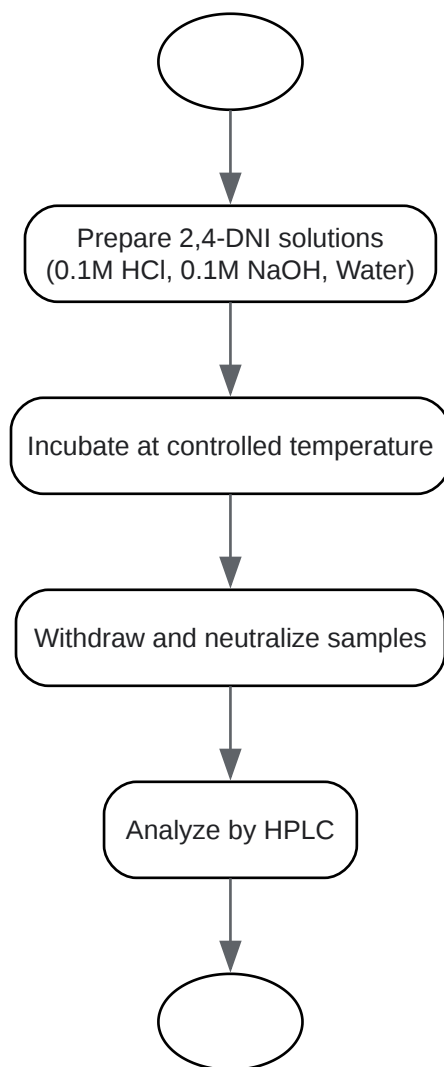 Prepare 2,4-DNI solutions
(0.1M HCl, 0.1M NaOH, Water)
Incubate at controlled temperature
Withdraw and neutralize samples
Analyze by HPLC